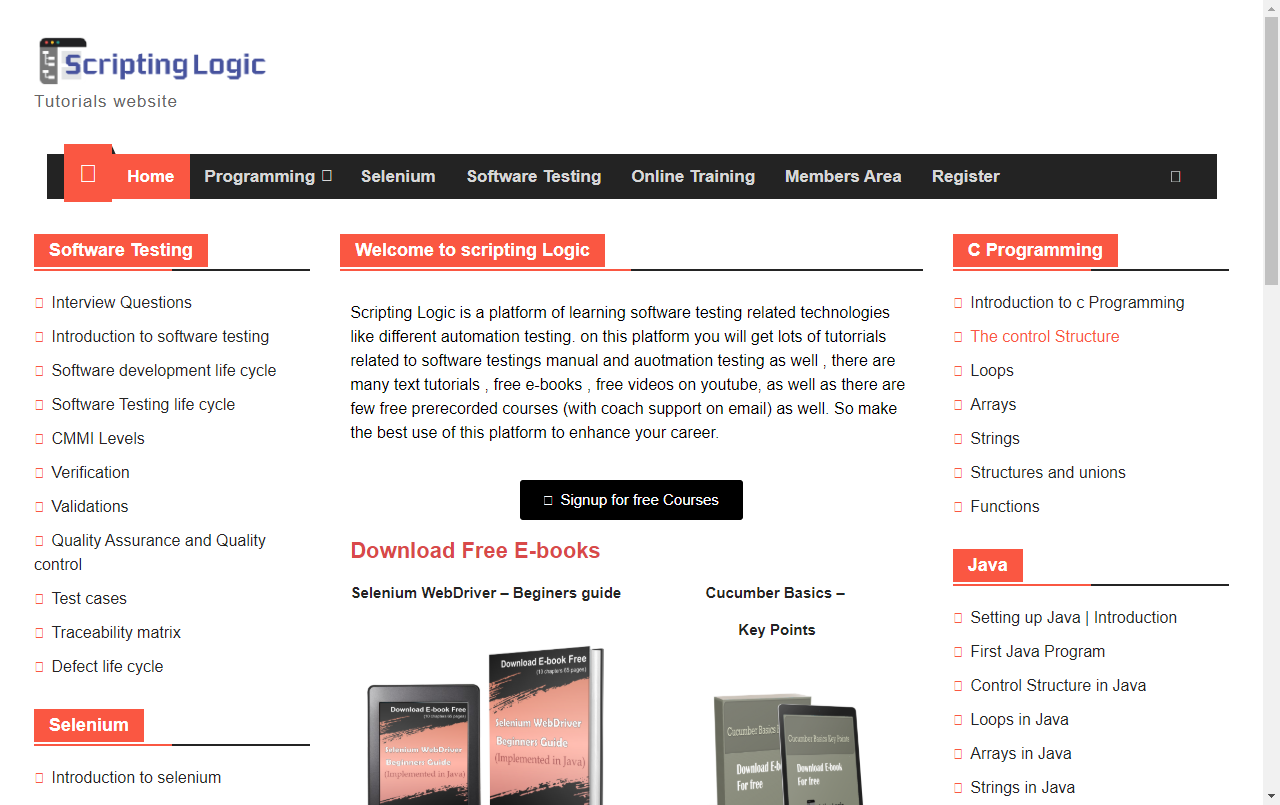 Scripting Logic
Tutorials website
Home
Programming
Selenium
Software Testing
Online Training
Members Area
Register
Software Testing
Interview Questions
Introduction to software testing
Software development life cycle
Software Testing life cycle
CMMI Levels
Verification
Validations
Quality Assurance and Quality
control
Test cases
Traceability matrix
Defect life cycle
Selenium
Introduction to selenium
Welcome to scripting Logic
Scripting Logic is a platform of learning software testing related technologies
like different automation testing. on this platform you will get lots of tutorrials
related to software testings manual and auotmation testing as well , there are
many text tutorials , free e-books , free videos on youtube, as well as there are
few free prerecorded courses (with coach support on email) as well. So make
the best use of this platform to enhance your career.
Signup for free Courses
Download Free E-books
Selenium WebDriver – Beginers guide
Download E-book Free
(10 chapters 65 pages)
Selenium WebDriver
Beginners Guide
(Implemented in Java)
Download E-book Free
(10 chapters 65 pages)
Selenium WebDriver
Beginners Guide
(Implemented in Java)
Cucumber Basics –
Key Points
Cucumber Basics
Download E-b
For free
Cucumber Basics Key Points
Download E-book
For free
C Programming
Introduction to c Programming
The control Structure
Loops
Arrays
Strings
Structures and unions
Functions
Java
Setting up Java | Introduction
First Java Program
Control Structure in Java
Loops in Java
Arrays in Java
Strings in Java